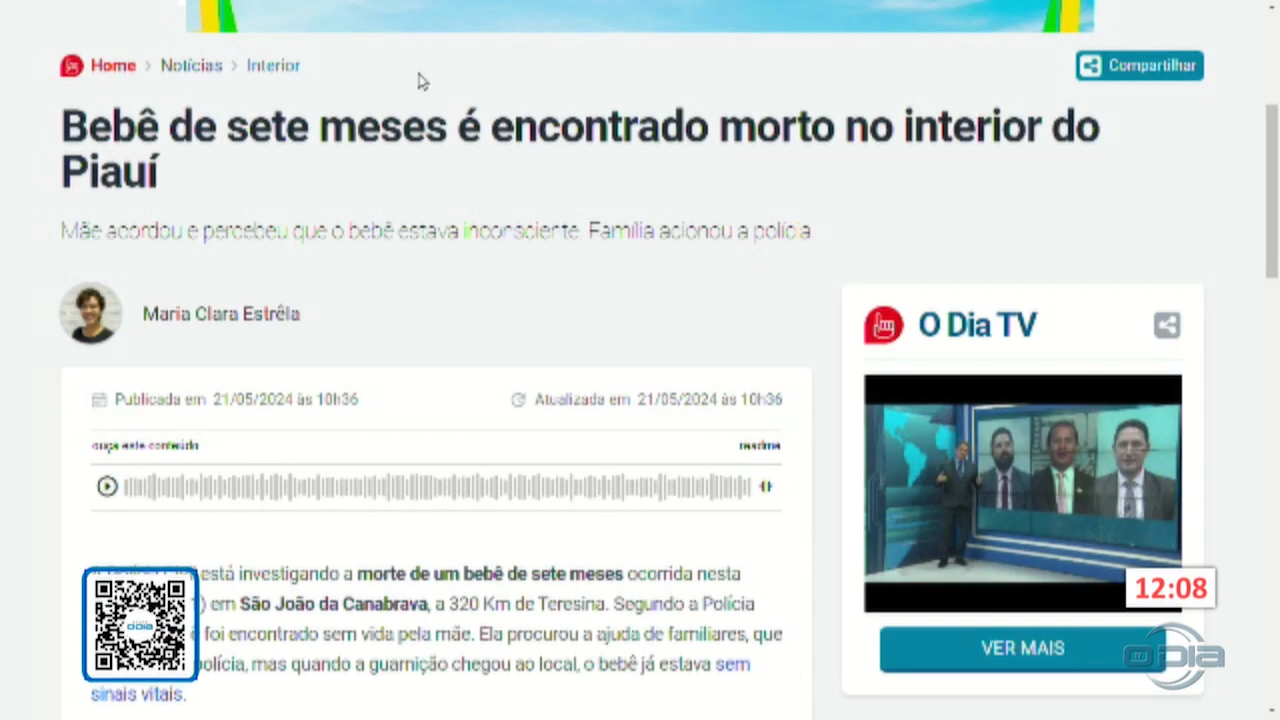 Home > Notícias > Interior
Compartilhar
Bebê de sete meses é encontrado morto no interior do
Piauí
Mãe acordou e percebeu que o bebê estava inconsciente. Família acionou a polícia
Maria Clara Estrêla
O Dia TV
Publicada em 21/05/2024 às 10h36
Atualizada em 21/05/2024 às 10h36
ouça este conteúdo
readme
está investigando a morte de um bebê de sete meses ocorrida nesta
) em São João da Canabrava, a 320 Km de Teresina. Segundo a Polícia
foi encontrado sem vida pela mãe. Ela procurou a ajuda de familiares, que
polícia, mas quando a guarnição chegou ao local, o bebê já estava sem
sinais vitais.
12:08
VER MAIS
O DIA
O DIA